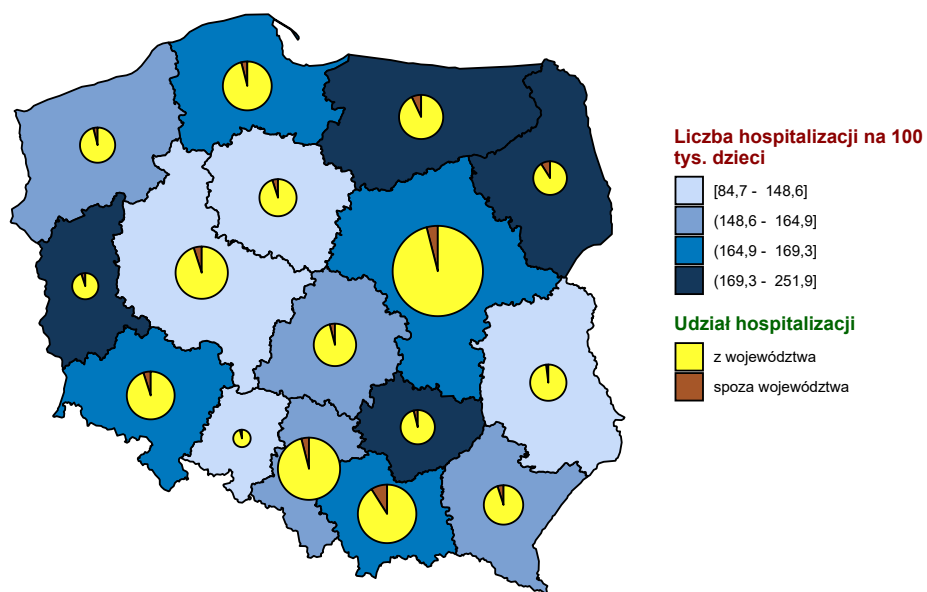 Liczba hospitalizacji na 100
tys. dzieci
[84,7 - 148,6]
(148,6 - 164,9]
(164,9 - 169,3]
(169,3 - 251,9]
Udział hospitalizacji
z województwa
spoza województwa